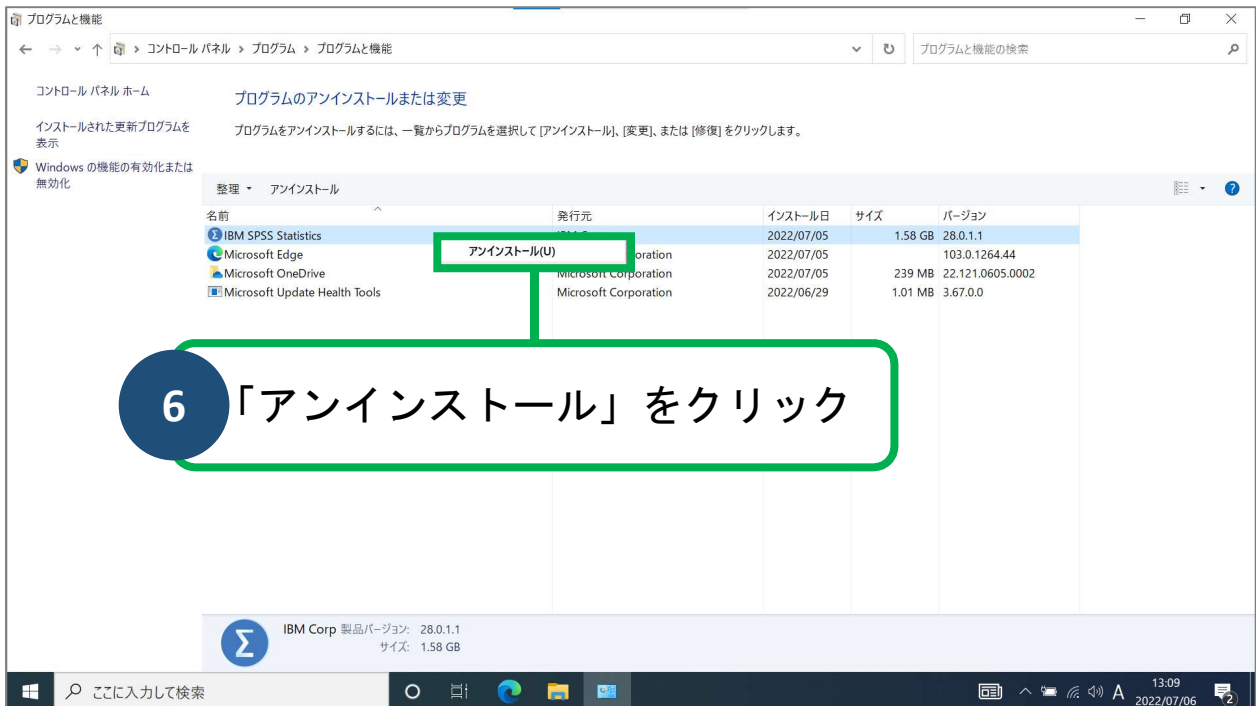 プログラムと機能
コントロール パネル › プログラム › プログラムと機能
プログラムと機能の検索
コントロール パネル ホーム
インストールされた更新プログラムを
表示
Windows の機能の有効化または
無効化
プログラムのアンインストールまたは変更
プログラムをアンインストールするには、一覧からプログラムを選択して [アンインストール]、[変更]、または [修復] をクリックします。
整理 アンインストール
名前 発行元 インストール日 サイズ バージョン
IBM SPSS Statistics 2022/07/05 1.58 GB 28.0.1.1
アンインストール(U)
Microsoft Edge oration 2022/07/05 103.0.1264.44
Microsoft OneDrive Microsoft Corporation 2022/07/05 239 MB 22.121.0605.0002
Microsoft Update Health Tools Microsoft Corporation 2022/06/29 1.01 MB 3.67.0.0
6 「アンインストール」をクリック
IBM Corp 製品バージョン: 28.0.1.1
サイズ: 1.58 GB
ここに入力して検索
A 13:09
2022/07/06
2